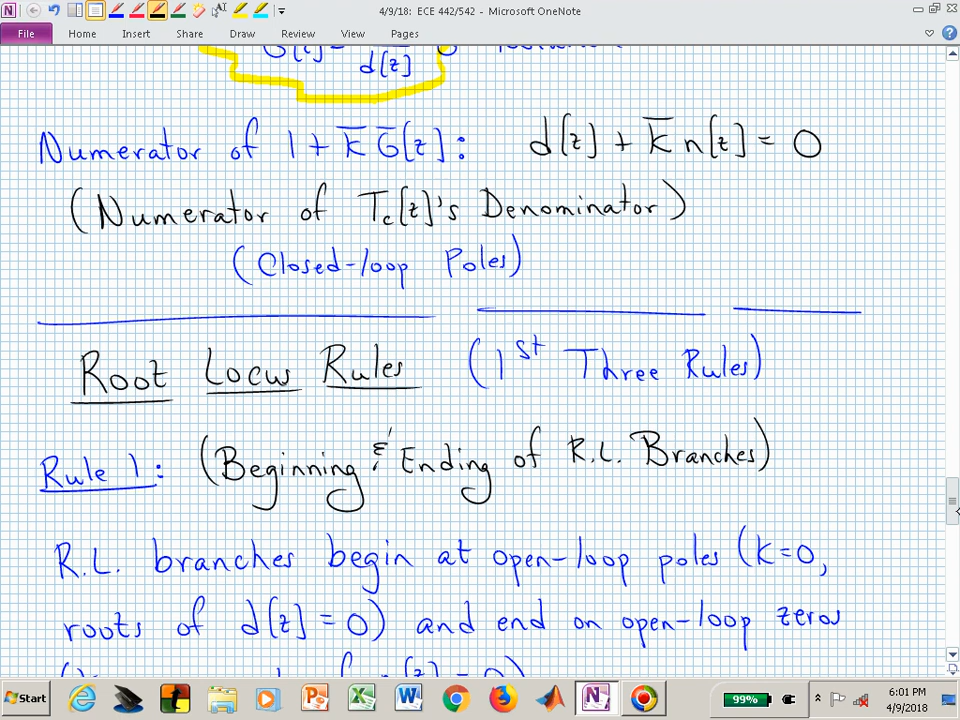 4/9/18: ECE 442/542 - Microsoft OneNote
File Home Insert Share Draw Review Pages
d[z]
Numerator of 1 + K̅ G̅[z]: d[z] + K̅ n[z] = 0
(Numerator of Tc[z]'s Denominator)
(Closed-loop Poles)
Root Locus Rules (1st Three Rules)
Rule 1: (Beginning & Ending of R.L. Branches)
R.L. branches begin at open-loop poles (K=0,
roots of d[z] = 0) and end on open-loop zeros
Start
99%
6:01 PM
4/9/2018